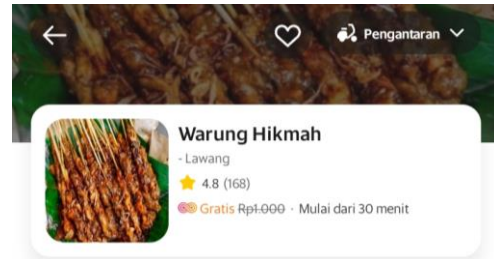 Pengantaran
Warung Hikmah
- Lawang
4.8 (168)
Gratis Rp1.000 · Mulai dari 30 menit